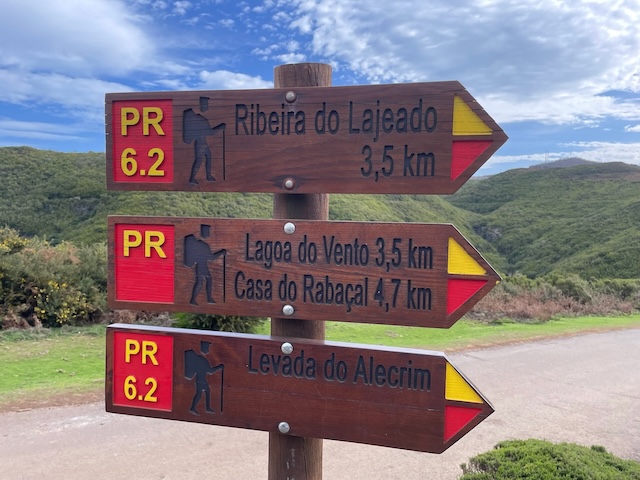 PR
6.2
Ribeira do Lajeado
3,5 km
PR
Lagoa do Vento 3,5 km
Casa do Rabaçal 4,7 km
PR
6.2
Levada do Alecrim